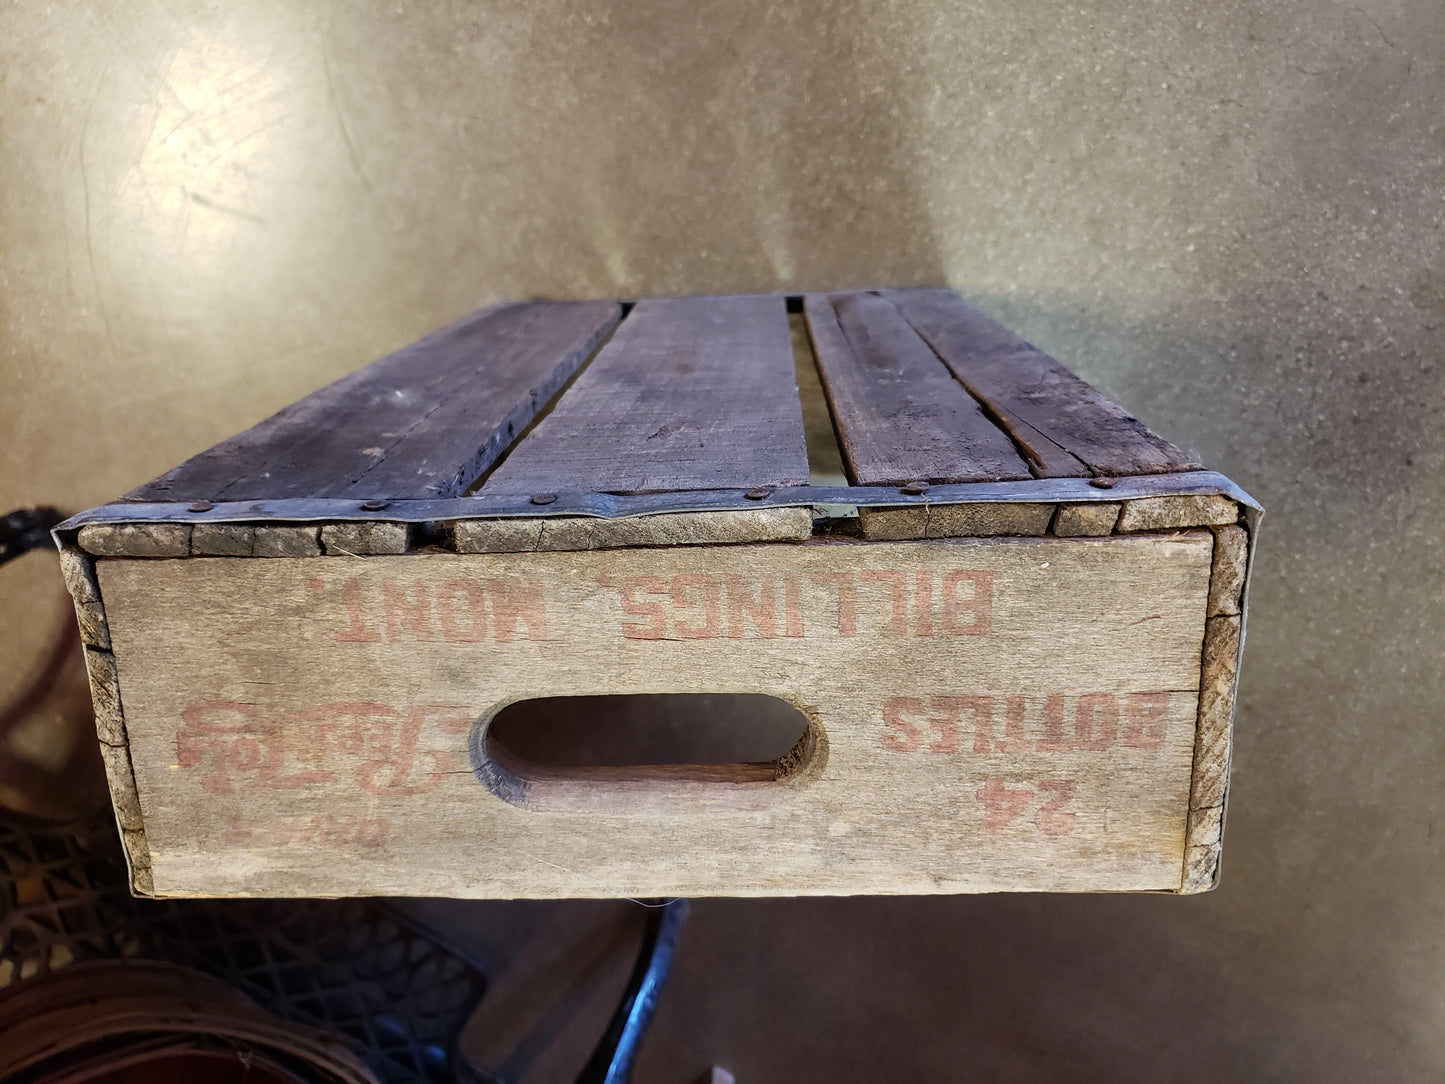 24
BOTTLES
Pepsi-Cola
BILLINGS, MONT.